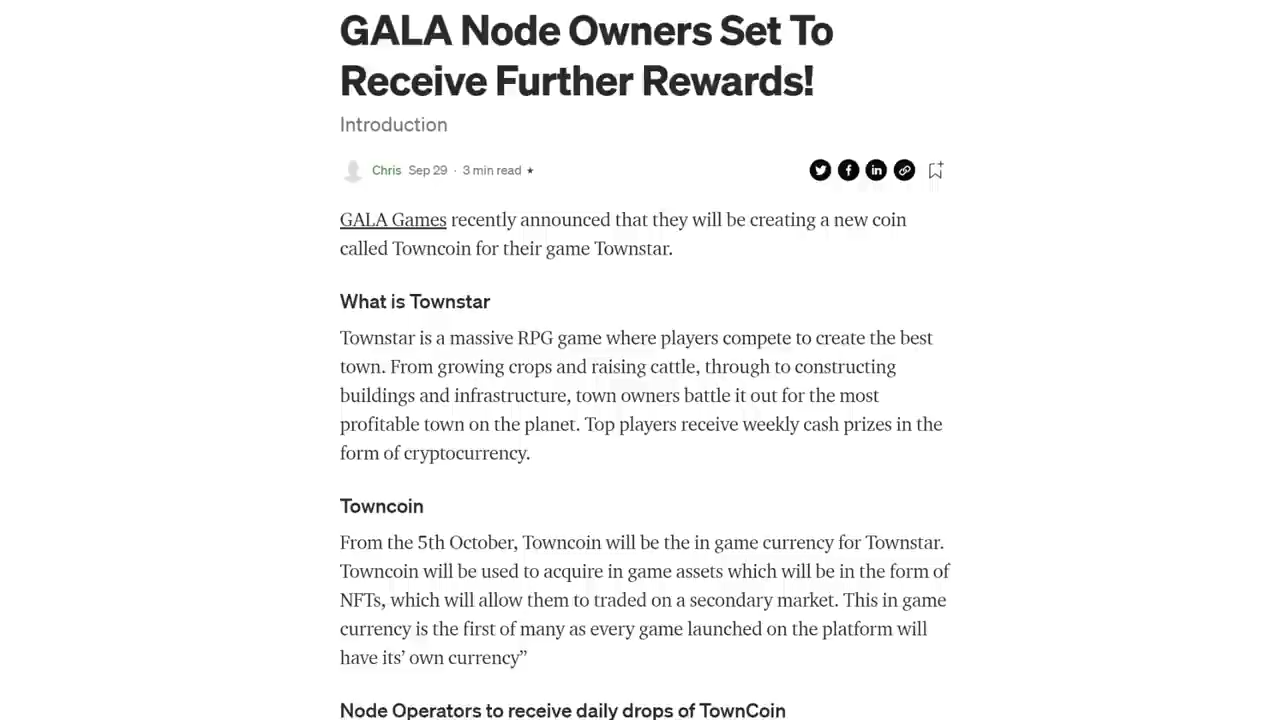 GALA Node Owners Set To
Receive Further Rewards!
Introduction
Chris Sep 29 · 3 min read ★
GALA Games recently announced that they will be creating a new coin
called Towncoin for their game Townstar.
What is Townstar
Townstar is a massive RPG game where players compete to create the best
town. From growing crops and raising cattle, through to constructing
buildings and infrastructure, town owners battle it out for the most
profitable town on the planet. Top players receive weekly cash prizes in the
form of cryptocurrency.
Towncoin
From the 5th October, Towncoin will be the in game currency for Townstar.
Towncoin will be used to acquire in game assets which will be in the form of
NFTs, which will allow them to traded on a secondary market. This in game
currency is the first of many as every game launched on the platform will
have its’ own currency”
Node Operators to receive daily drops of TownCoin